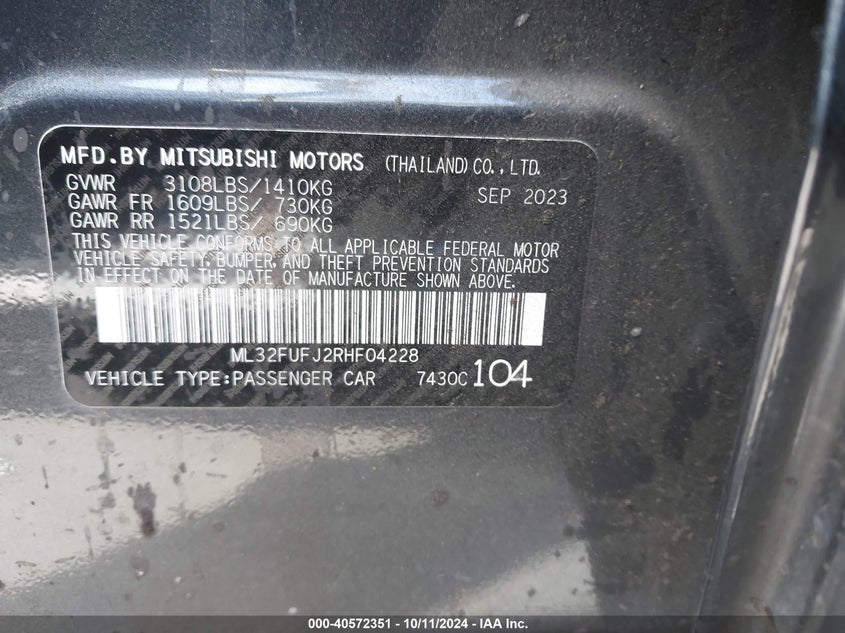 MFD.BY MITSUBISHI MOTORS (THAILAND) CO., LTD.
GVWR 3108LBS/1410KG SEP 2023
GAWR FR 1609LBS/ 730KG
GAWR RR 1521LBS/ 690KG
THIS VEHICLE CONFORMS TO ALL APPLICABLE FEDERAL MOTOR
VEHICLE SAFETY, BUMPER, AND THEFT PREVENTION STANDARDS
IN EFFECT ON THE DATE OF MANUFACTURE SHOWN ABOVE.
ML32FUFJ2RHF04228
VEHICLE TYPE:PASSENGER CAR 7430C 104
000-40572351 - 10/11/2024 - IAA Inc.